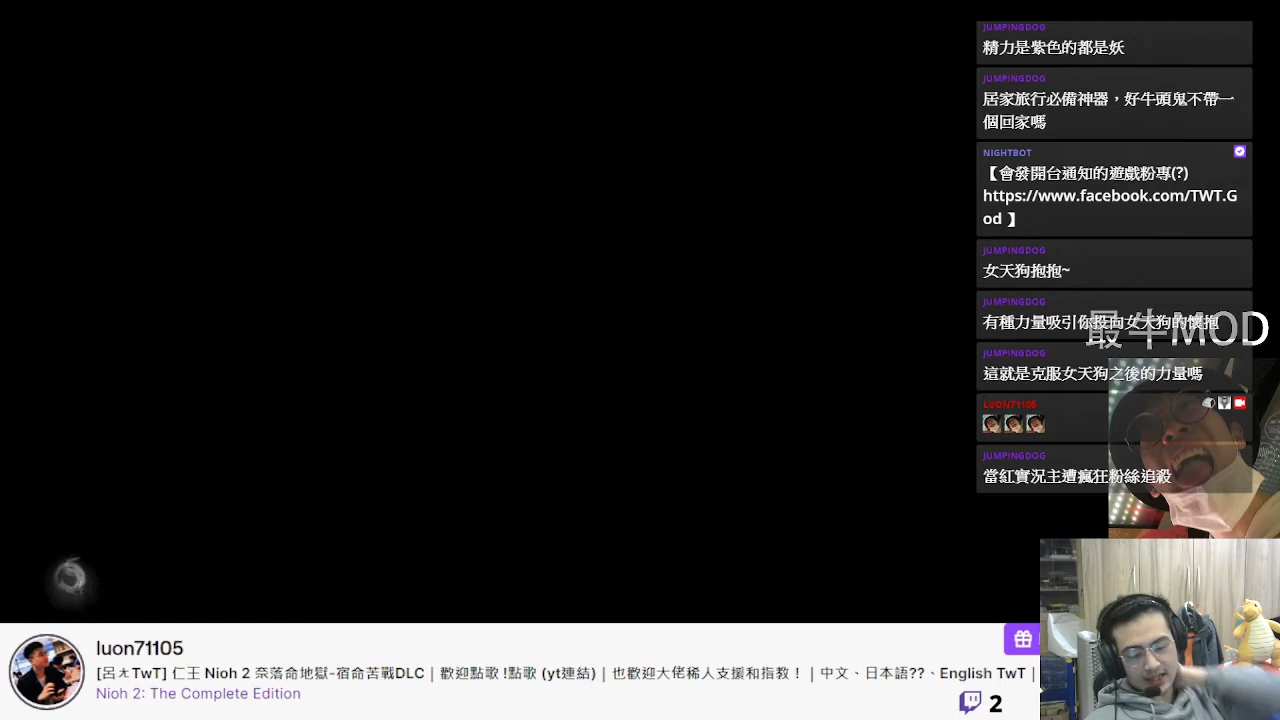 JUMPINGDOG
精力是紫色的都是妖
JUMPINGDOG
居家旅行必備神器，好牛頭鬼不帶一
個回家嗎
NIGHTBOT
【會發開台通知的遊戲粉專(?)
https://www.facebook.com/TWT.G
od 】
JUMPINGDOG
女天狗抱抱~
JUMPINGDOG
有種力量吸引你投向女天狗的懷抱
最牛MOD
JUMPINGDOG
這就是克服女天狗之後的力量嗎
LUON71105
JUMPINGDOG
當紅實況主遭瘋狂粉絲追殺
luon71105
[呂ㄤTwT] 仁王 Nioh 2 奈落命地獄-宿命苦戰DLC｜歡迎點歌 !點歌 (yt連結)｜也歡迎大佬稀人支援和指教！｜中文、日本語??、English TwT｜
Nioh 2: The Complete Edition
2